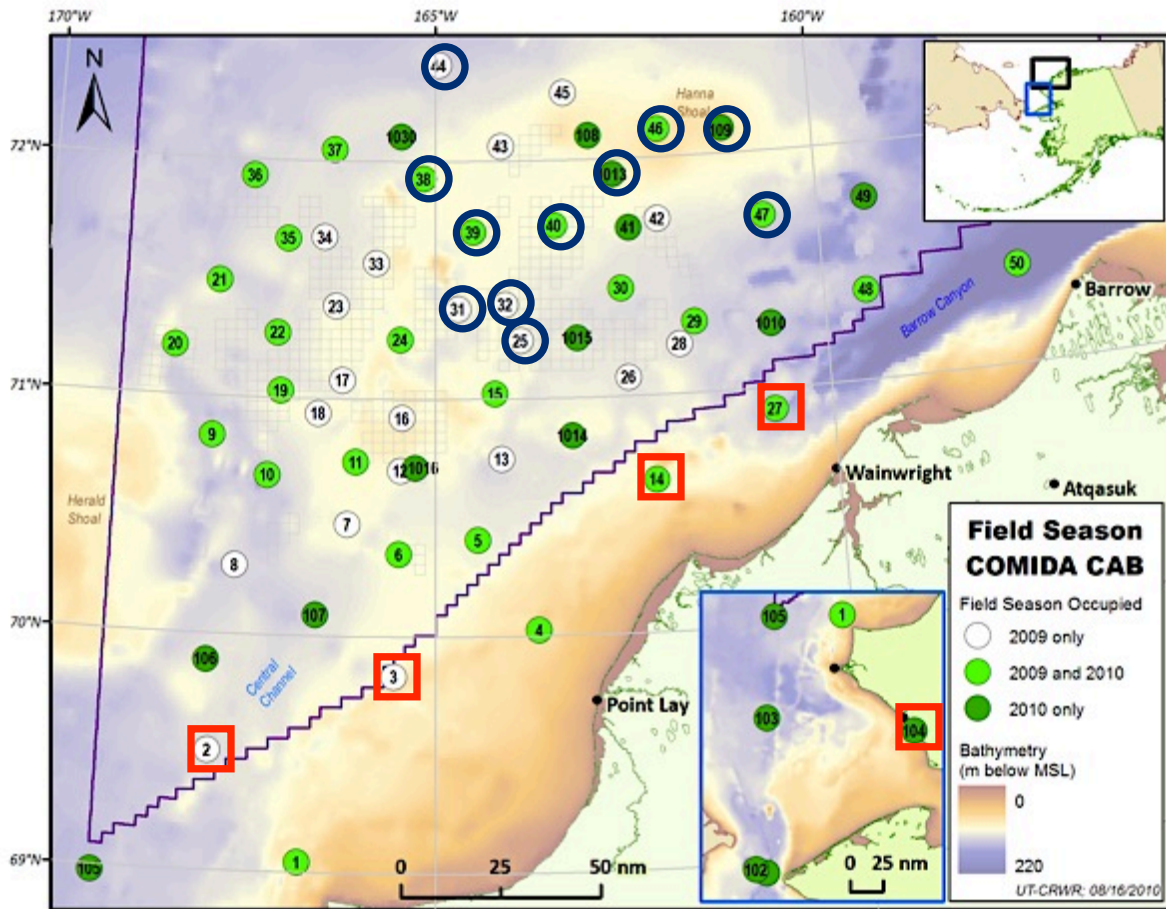 170°W
165°W
160°W
N
72°N
71°N
70°N
69°N
44
45
Hanna
Shoal
37
1030
43
108
46
109
36
38
1013
49
35
34
39
40
41
42
47
33
21
50
48
Barrow
30
31
32
23
Barrow Canyon
22
24
25
1015
29
1010
28
20
17
26
19
15
18
16
27
9
1014
11
12
1016
13
10
14
Wainwright
Atqasuk
Herald
Shoal
7
6
5
8
107
4
106
Central
Channel
3
Point Lay
2
105
1
0 25 50 nm
105
1
103
104
102
0 25 nm
Field Season
COMIDA CAB
Field Season Occupied
2009 only
2009 and 2010
2010 only
Bathymetry
(m below MSL)
0
220
UT-CRWR; 08/16/2010